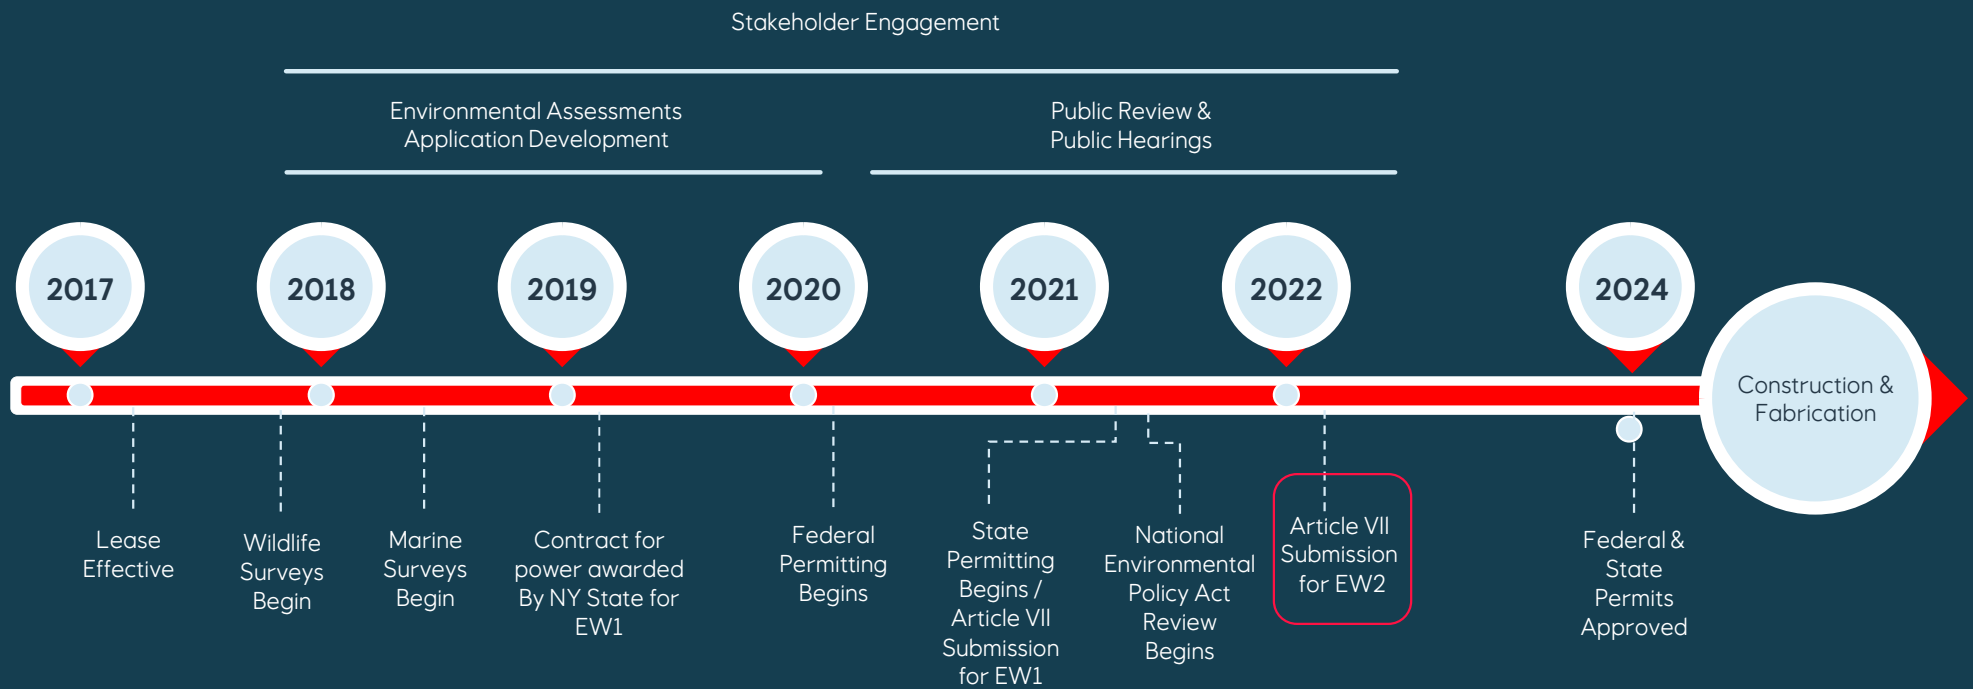 Stakeholder Engagement
Environmental Assessments
Application Development
Public Review &
Public Hearings
2017
2018
2019
2020
2021
2022
2024
Construction &
Fabrication
Lease
Effective
Wildlife
Surveys
Begin
Marine
Surveys
Begin
Contract for
power awarded
By NY State for
EW1
Federal
Permitting
Begins
State
Permitting
Begins /
Article VII
Submission
for EW1
National
Environmental
Policy Act
Review
Begins
Article VII
Submission
for EW2
Federal &
State
Permits
Approved